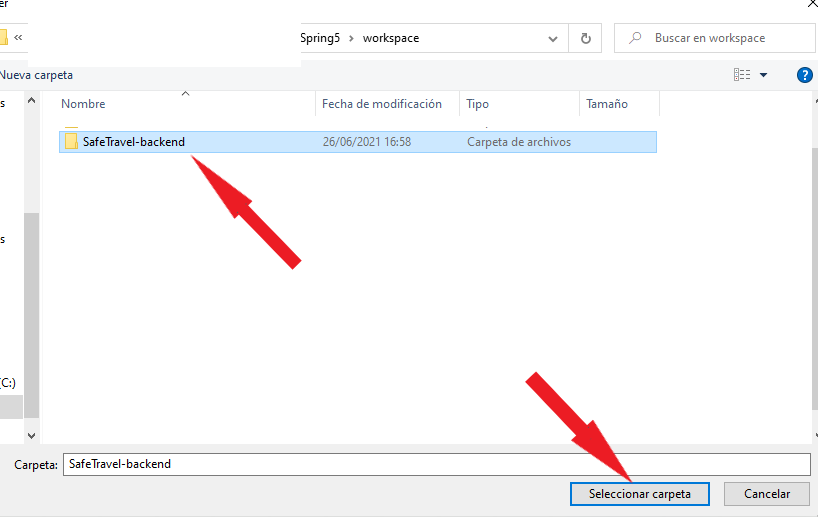 er
« Spring5 > workspace Buscar en workspace
Nueva carpeta ?
Nombre Fecha de modificación Tipo Tamaño
SafeTravel-backend 26/06/2021 16:58 Carpeta de archivos
s
s
(C:)
Carpeta: SafeTravel-backend
Seleccionar carpeta Cancelar